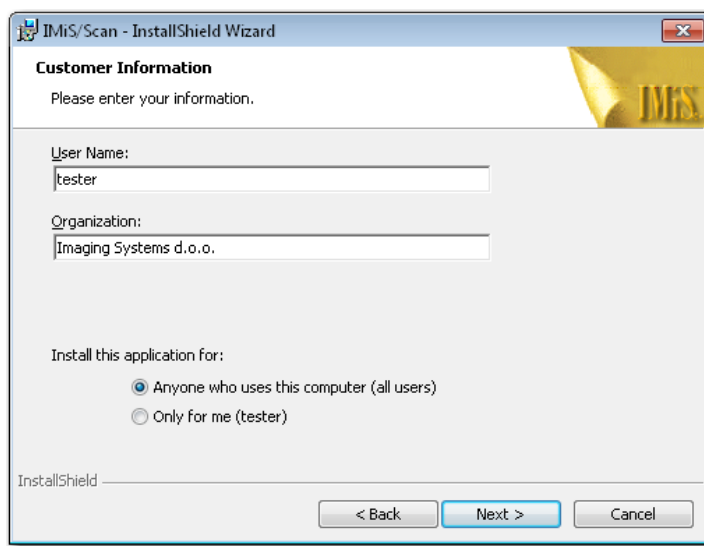 IMiS/Scan - InstallShield Wizard
Customer Information
Please enter your information.
IMiS
User Name:
tester
Organization:
Imaging Systems d.o.o.
Install this application for:
Anyone who uses this computer (all users)
Only for me (tester)
InstallShield
< Back
Next >
Cancel